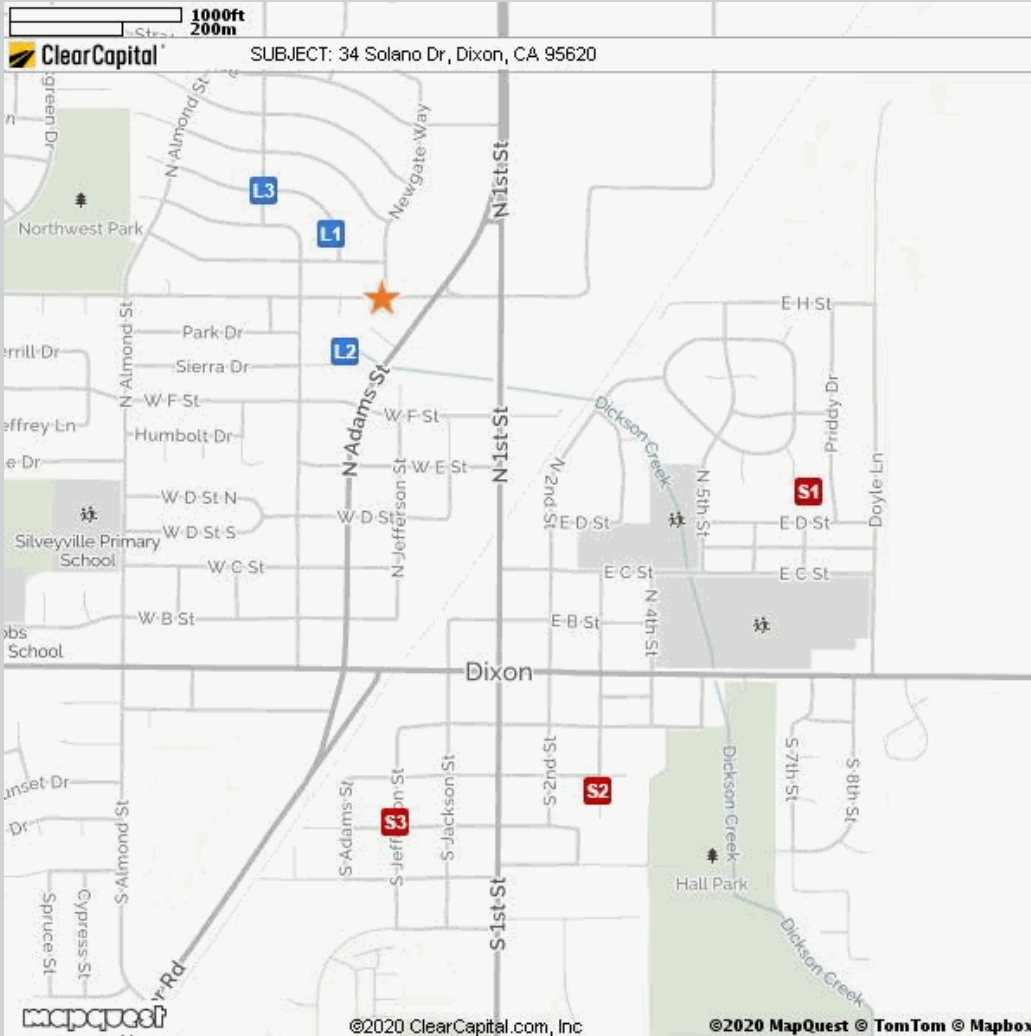 1000ft
200m
ClearCapital
SUBJECT: 34 Solano Dr, Dixon, CA 95620
N Almond St
Newgate Way
N 1st St
L3
Northwest Park
L1
E H St
N Almond St
Park Dr
L2
Sierra Dr
W F St
N Adams St
W F St
Dickson Creek
Priddy Dr
Humbolt Dr
N 1st St
W E St
N 2nd St
N 5th St
Doyle Ln
S1
W D St N
N Jefferson St
W D St
E D St
E D St
W D St S
Silveyville Primary
School
W C St
E C St
E C St
N 4th St
W B St
E B St
School
Dixon
S Adams St
S Jefferson St
S Jackson St
S 2nd St
Dickson Creek
S 7th St
S 8th St
S2
S3
S Almond St
Hall Park
Spruce St
Cypress St
S 1st St
Dickson Creek
Rd
mapquest
©2020 ClearCapital.com, Inc
©2020 MapQuest © TomTom © Mapbox